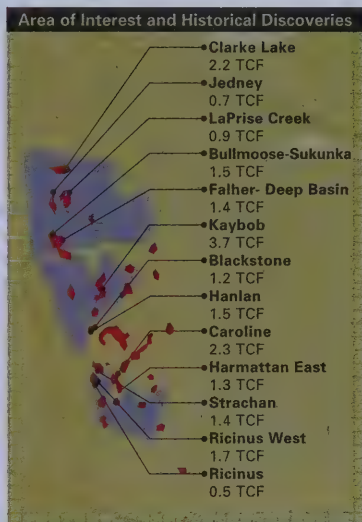 Area of Interest and Historical Discoveries
Clarke Lake
2.2 TCF
Jedney
0.7 TCF
LaPrise Creek
0.9 TCF
Bullmoose-Sukunka
1.5 TCF
Falher- Deep Basin
1.4 TCF
Kaybob
3.7 TCF
Blackstone
1.2 TCF
Hanlan
1.5 TCF
Caroline
2.3 TCF
Harmattan East
1.3 TCF
Strachan
1.4 TCF
Ricinus West
1.7 TCF
Ricinus
0.5 TCF